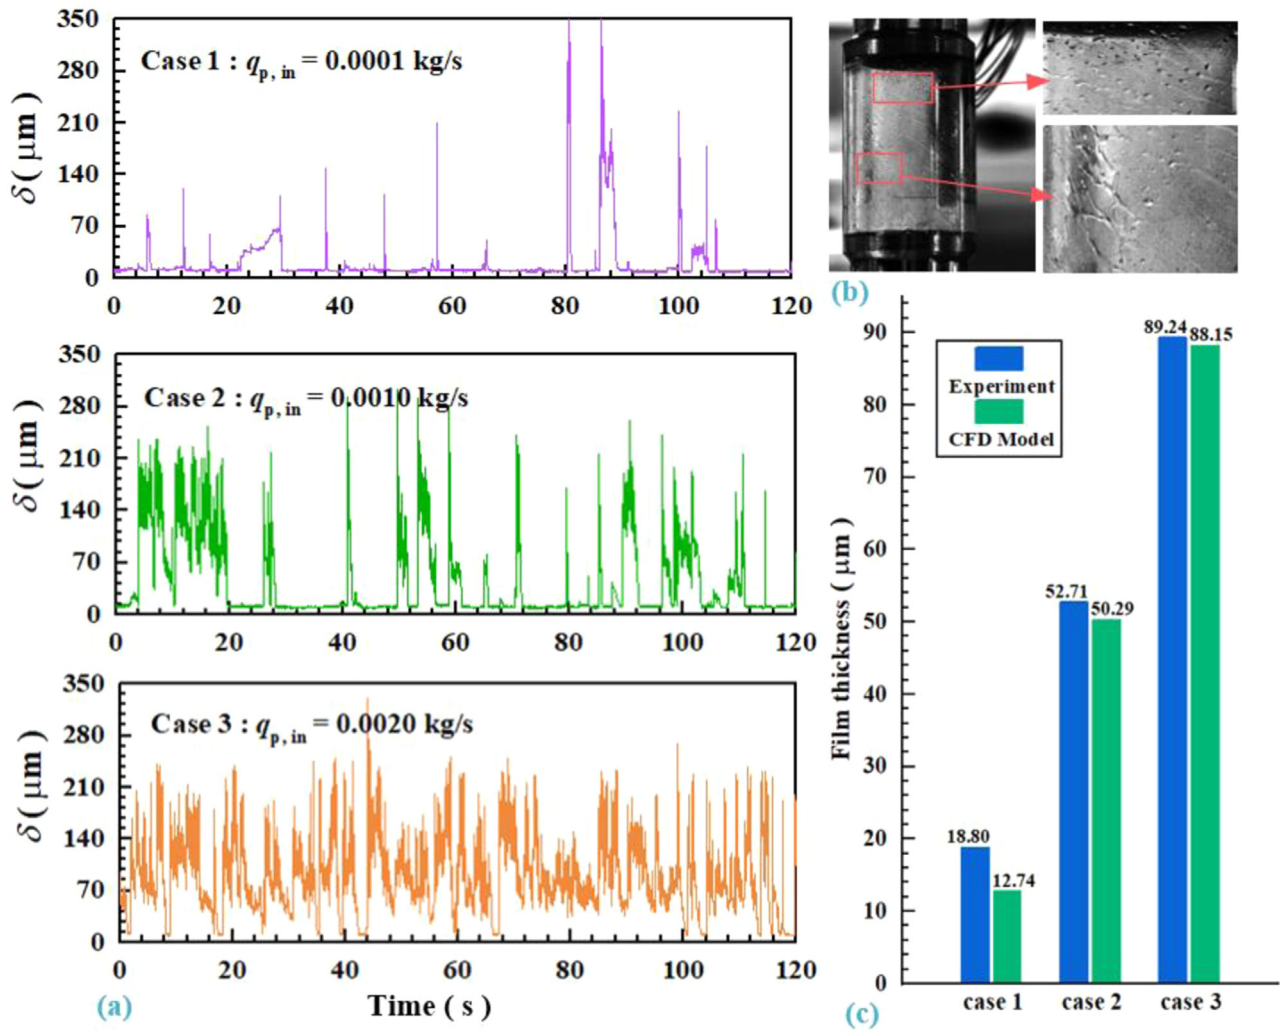 350
280
210
140
70
0
δ ( μm )
Case 1 : q p, in = 0.0001 kg/s
0 20 40 60 80 100 120
350
280
210
140
70
0
δ ( μm )
Case 2 : q p, in = 0.0010 kg/s
0 20 40 60 80 100 120
350
280
210
140
70
0
δ ( μm )
Case 3 : q p, in = 0.0020 kg/s
0 20 40 60 80 100 120
(a)
Time ( s )
(b)
90
80
70
60
50
40
30
20
10
0
Film thickness ( μm )
Experiment
CFD Model
18.80
12.74
52.71
50.29
89.24
88.15
case 1 case 2 case 3
(c)